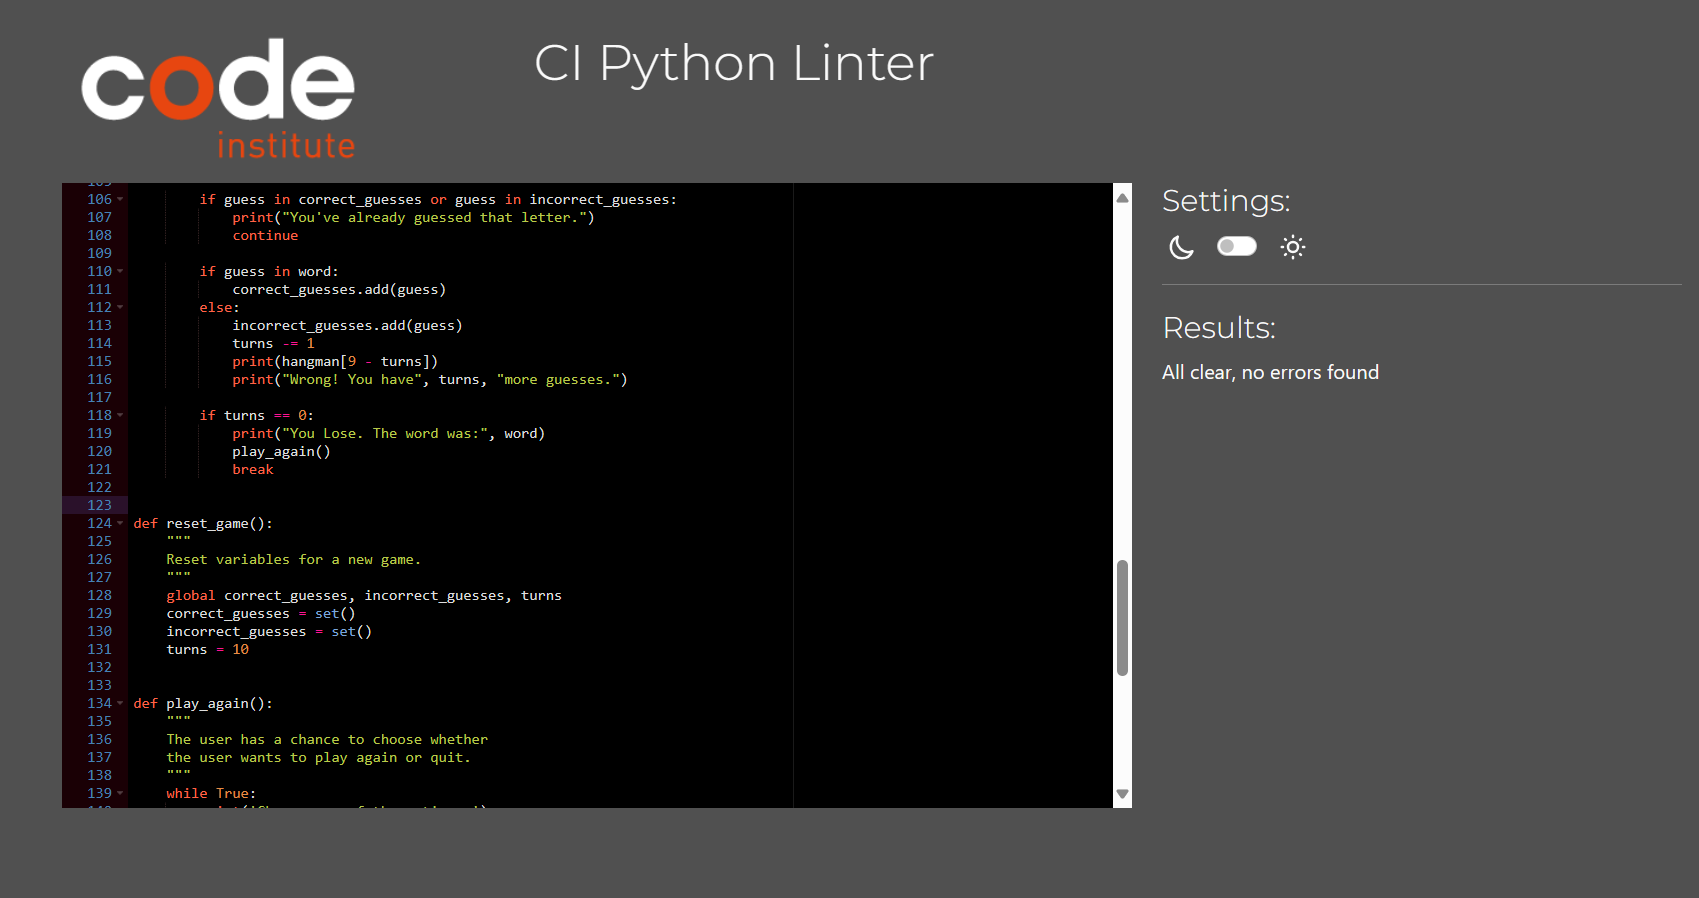 code
institute
CI Python Linter
106         if guess in correct_guesses or guess in incorrect_guesses:
107             print("You've already guessed that letter.")
108             continue
109
110         if guess in word:
111             correct_guesses.add(guess)
112         else:
113             incorrect_guesses.add(guess)
114             turns -= 1
115             print(hangman[9 - turns])
116             print("Wrong! You have", turns, "more guesses.")
117
118         if turns == 0:
119             print("You Lose. The word was:", word)
120             play_again()
121             break
122
123
124 def reset_game():
125     """
126     Reset variables for a new game.
127     """
128     global correct_guesses, incorrect_guesses, turns
129     correct_guesses = set()
130     incorrect_guesses = set()
131     turns = 10
132
133
134 def play_again():
135     """
136     The user has a chance to choose whether
137     the user wants to play again or quit.
138     """
139     while True:
Settings:
Results:
All clear, no errors found